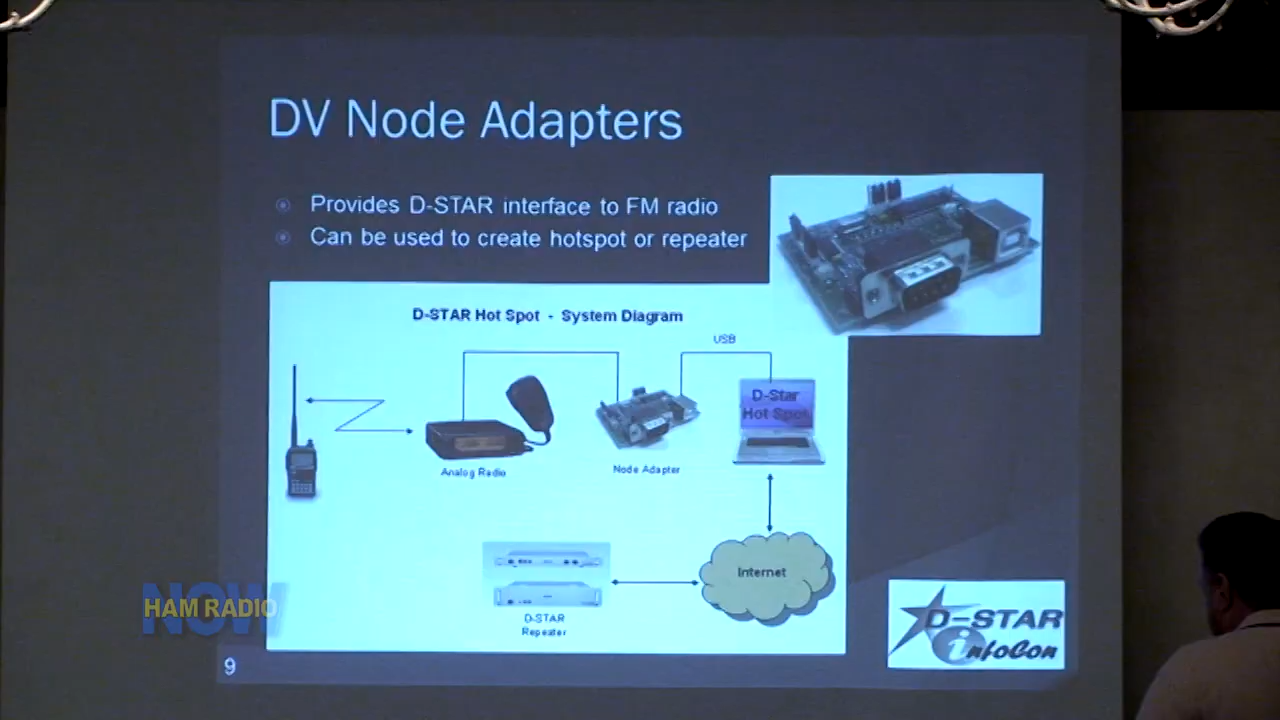 DV Node Adapters
Provides D-STAR interface to FM radio
Can be used to create hotspot or repeater
D-STAR Hot Spot - System Diagram
USB
D-Star
Hot Spot
Analog Radio
Node Adapter
Internet
D-STAR
Repeater
NOW
HAM RADIO
D-STAR
infoCon
9